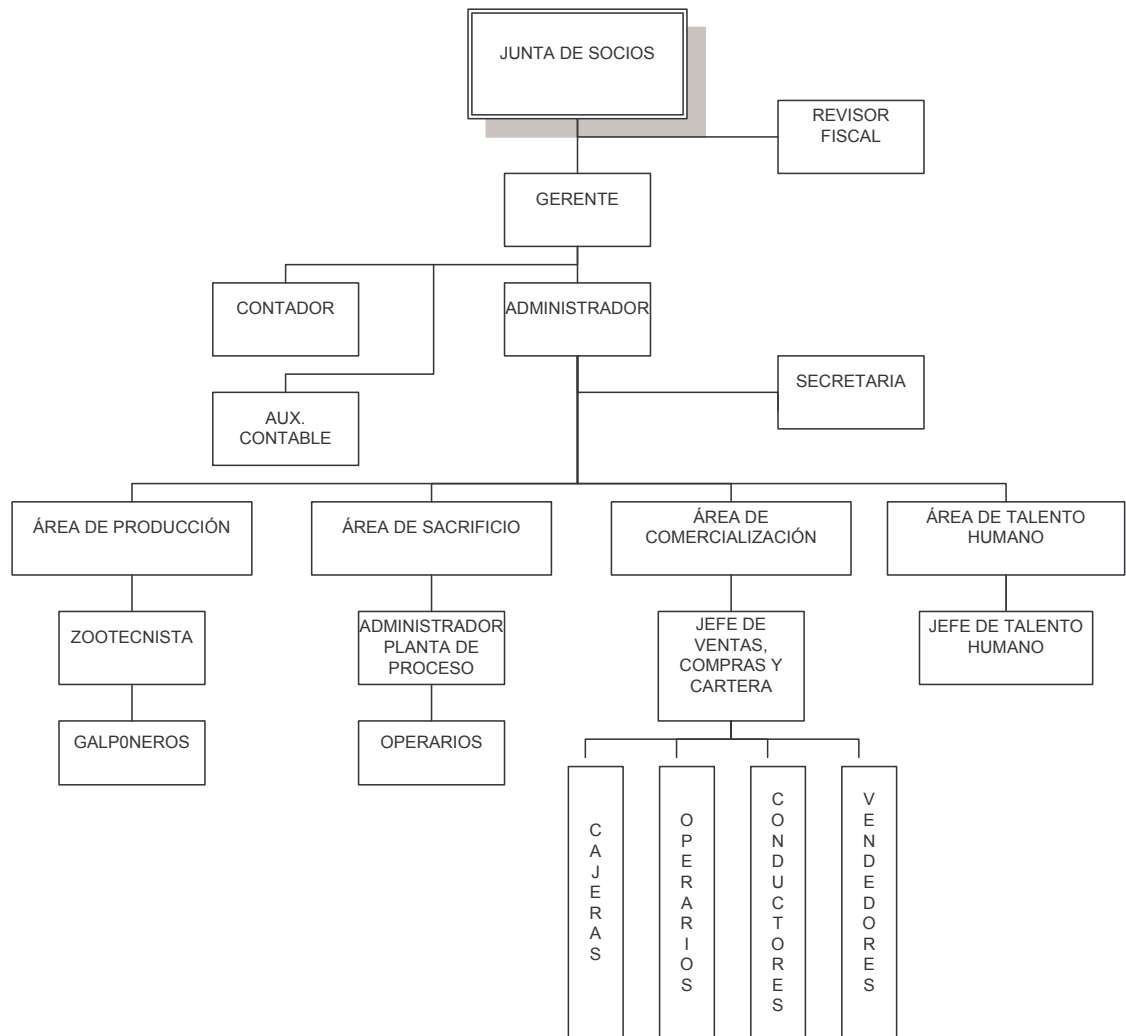 JUNTA DE SOCIOS
REVISOR
FISCAL
GERENTE
CONTADOR
ADMINISTRADOR
SECRETARIA
AUX.
CONTABLE
ÁREA DE PRODUCCIÓN
ÁREA DE SACRIFICIO
ÁREA DE
COMERCIALIZACIÓN
ÁREA DE TALENTO
HUMANO
ZOOTECNISTA
ADMINISTRADOR
PLANTA DE
PROCESO
JEFE DE
VENTAS,
COMPRAS Y
CARTERA
JEFE DE TALENTO
HUMANO
GALP0NEROS
OPERARIOS
CAJERAS
OPERARIOS
CONDUCTORES
VENDEDORES